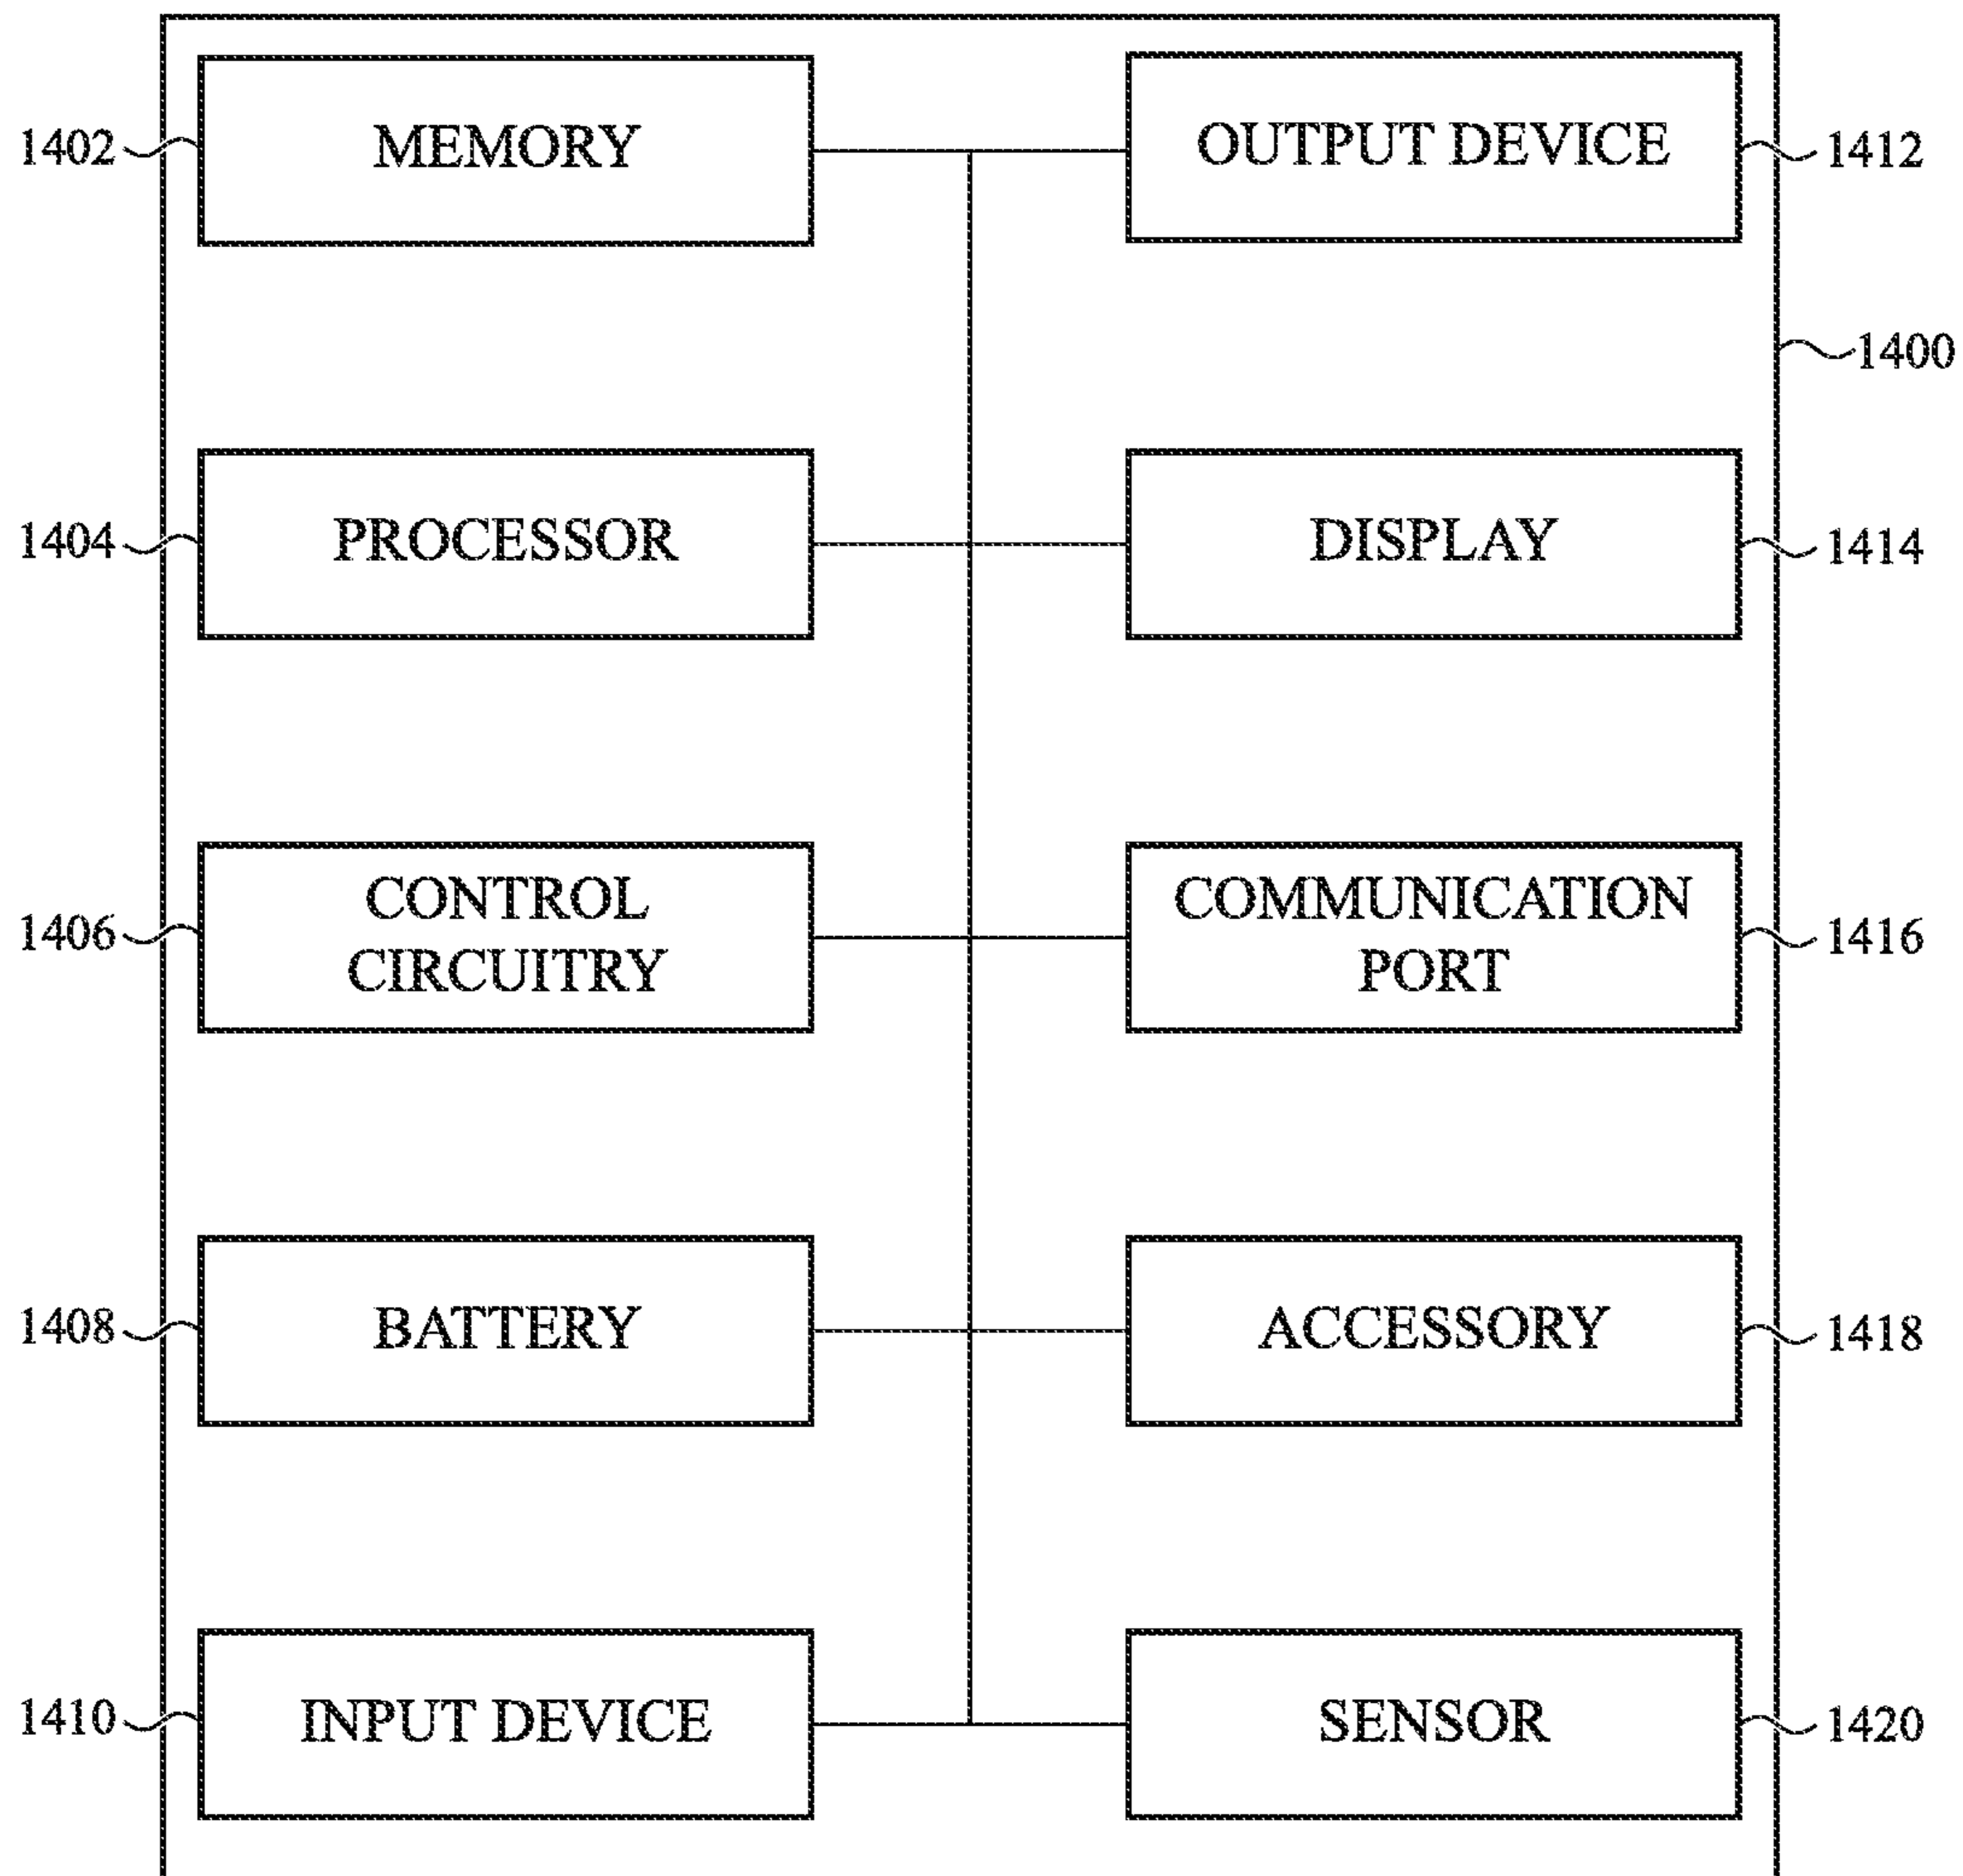 1402
MEMORY
OUTPUT DEVICE
1412
1400
1404
PROCESSOR
DISPLAY
1414
1406
CONTROL
CIRCUITRY
COMMUNICATION
PORT
1416
1408
BATTERY
ACCESSORY
1418
1410
INPUT DEVICE
SENSOR
1420